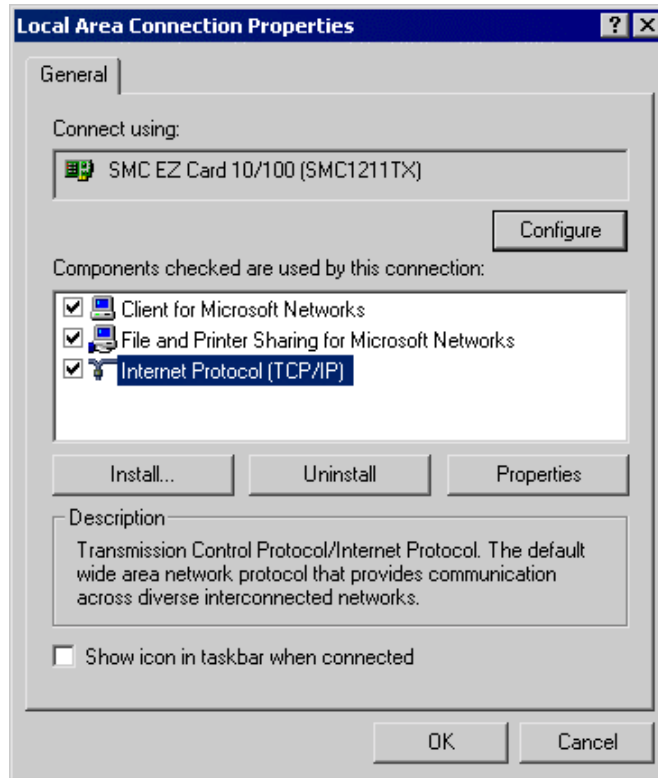 Local Area Connection Properties
General
Connect using:
SMC EZ Card 10/100 (SMC1211TX)
Configure
Components checked are used by this connection:
Client for Microsoft Networks
File and Printer Sharing for Microsoft Networks
Internet Protocol (TCP/IP)
Install... Uninstall Properties
Description
Transmission Control Protocol/Internet Protocol. The default
wide area network protocol that provides communication
across diverse interconnected networks.
Show icon in taskbar when connected
OK Cancel